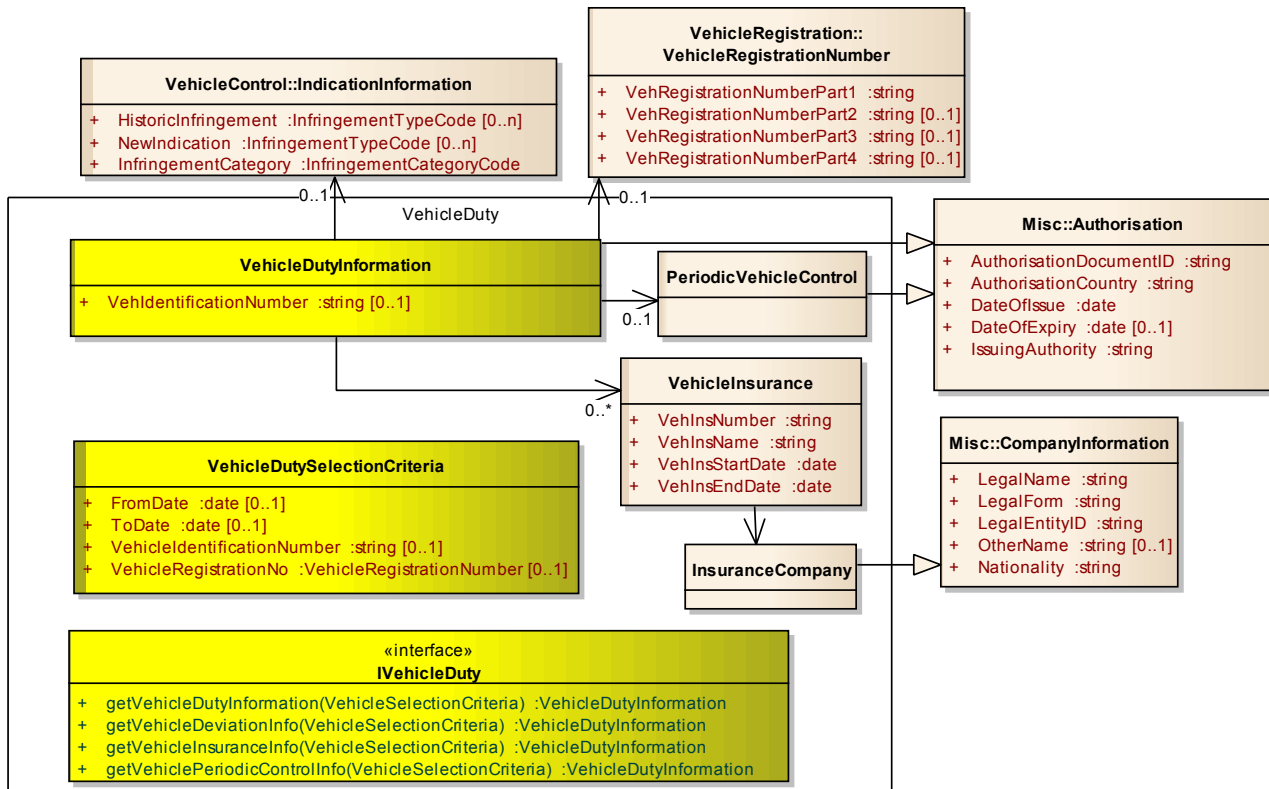 VehicleRegistration::
VehicleRegistrationNumber
+ VehRegistrationNumberPart1 :string
+ VehRegistrationNumberPart2 :string [0..1]
+ VehRegistrationNumberPart3 :string [0..1]
+ VehRegistrationNumberPart4 :string [0..1]
VehicleControl::IndicationInformation
+ HistoricInfringement :InfringementTypeCode [0..n]
+ NewIndication :InfringementTypeCode [0..n]
+ InfringementCategory :InfringementCategoryCode
0..1
0..1
VehicleDuty
Misc::Authorisation
+ AuthorisationDocumentID :string
+ AuthorisationCountry :string
+ DateOfIssue :date
+ DateOfExpiry :date [0..1]
+ IssuingAuthority :string
VehicleDutyInformation
+ VehIdentificationNumber :string [0..1]
PeriodicVehicleControl
0..1
VehicleInsurance
+ VehInsNumber :string
+ VehInsName :string
+ VehInsStartDate :date
+ VehInsEndDate :date
0..*
Misc::CompanyInformation
+ LegalName :string
+ LegalForm :string
+ LegalEntityID :string
+ OtherName :string [0..1]
+ Nationality :string
VehicleDutySelectionCriteria
+ FromDate :date [0..1]
+ ToDate :date [0..1]
+ VehicleIdentificationNumber :string [0..1]
+ VehicleRegistrationNo :VehicleRegistrationNumber [0..1]
InsuranceCompany
«interface»
IVehicleDuty
+ getVehicleDutyInformation(VehicleSelectionCriteria) :VehicleDutyInformation
+ getVehicleDeviationInfo(VehicleSelectionCriteria) :VehicleDutyInformation
+ getVehicleInsuranceInfo(VehicleSelectionCriteria) :VehicleDutyInformation
+ getVehiclePeriodicControlInfo(VehicleSelectionCriteria) :VehicleDutyInformation